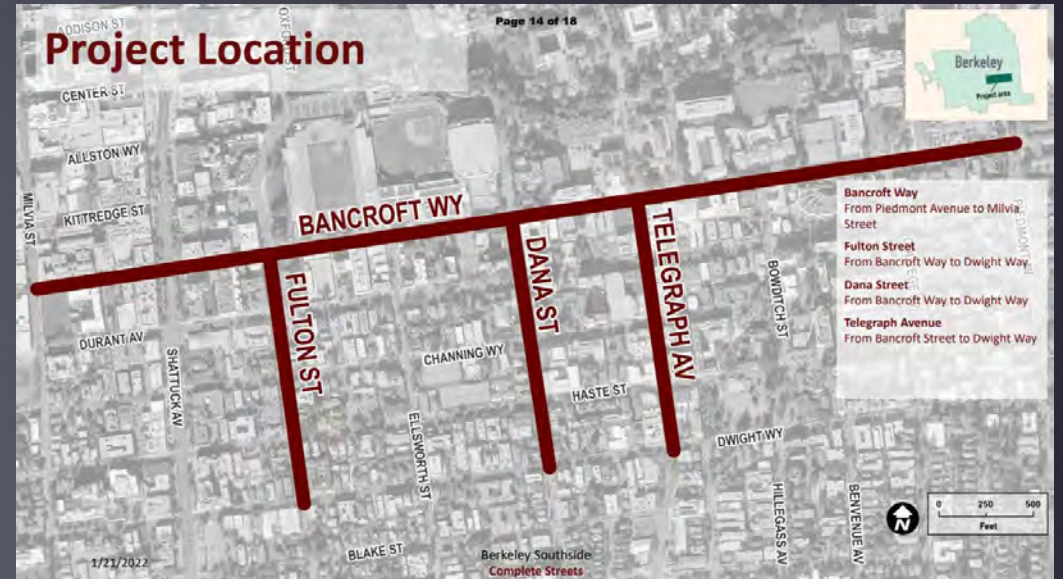 Page 14 of 18
ADDISON ST
OXFORD ST
Project Location
Berkeley
Project area
CENTER ST
ALLSTON WY
MILVIA ST
KITTREDGE ST
BANCROFT WY
Bancroft Way
From Piedmont Avenue to Milvia
Street
Fulton Street
From Bancroft Way to Dwight Way
Dana Street
From Bancroft Way to Dwight Way
Telegraph Avenue
From Bancroft Street to Dwight Way
FULTON ST
DANA ST
TELEGRAPH AV
BOWDITCH ST
DURANT AV
SHATTUCK AV
CHANNING WY
HASTE ST
ELLSWORTH ST
DWIGHT WY
HILLEGASS AV
BENVENUE AV
N
0 250 500
Feet
BLAKE ST
1/21/2022
Berkeley Southside
Complete Streets